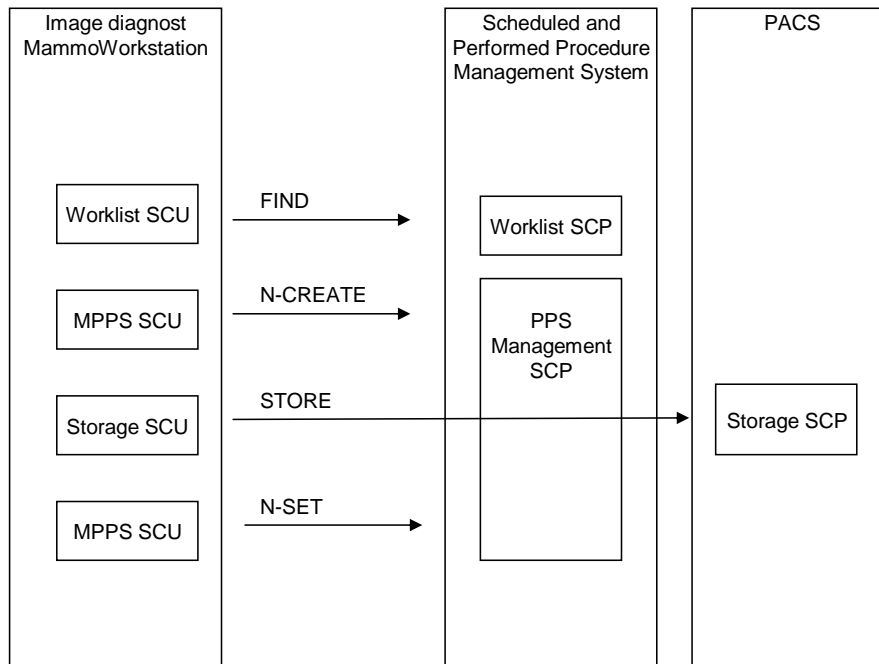 Image diagnost
MammoWorkstation
Scheduled and
Performed Procedure
Management System
PACS
Worklist SCU
FIND
Worklist SCP
MPPS SCU
N-CREATE
PPS
Management
SCP
Storage SCU
STORE
Storage SCP
MPPS SCU
N-SET